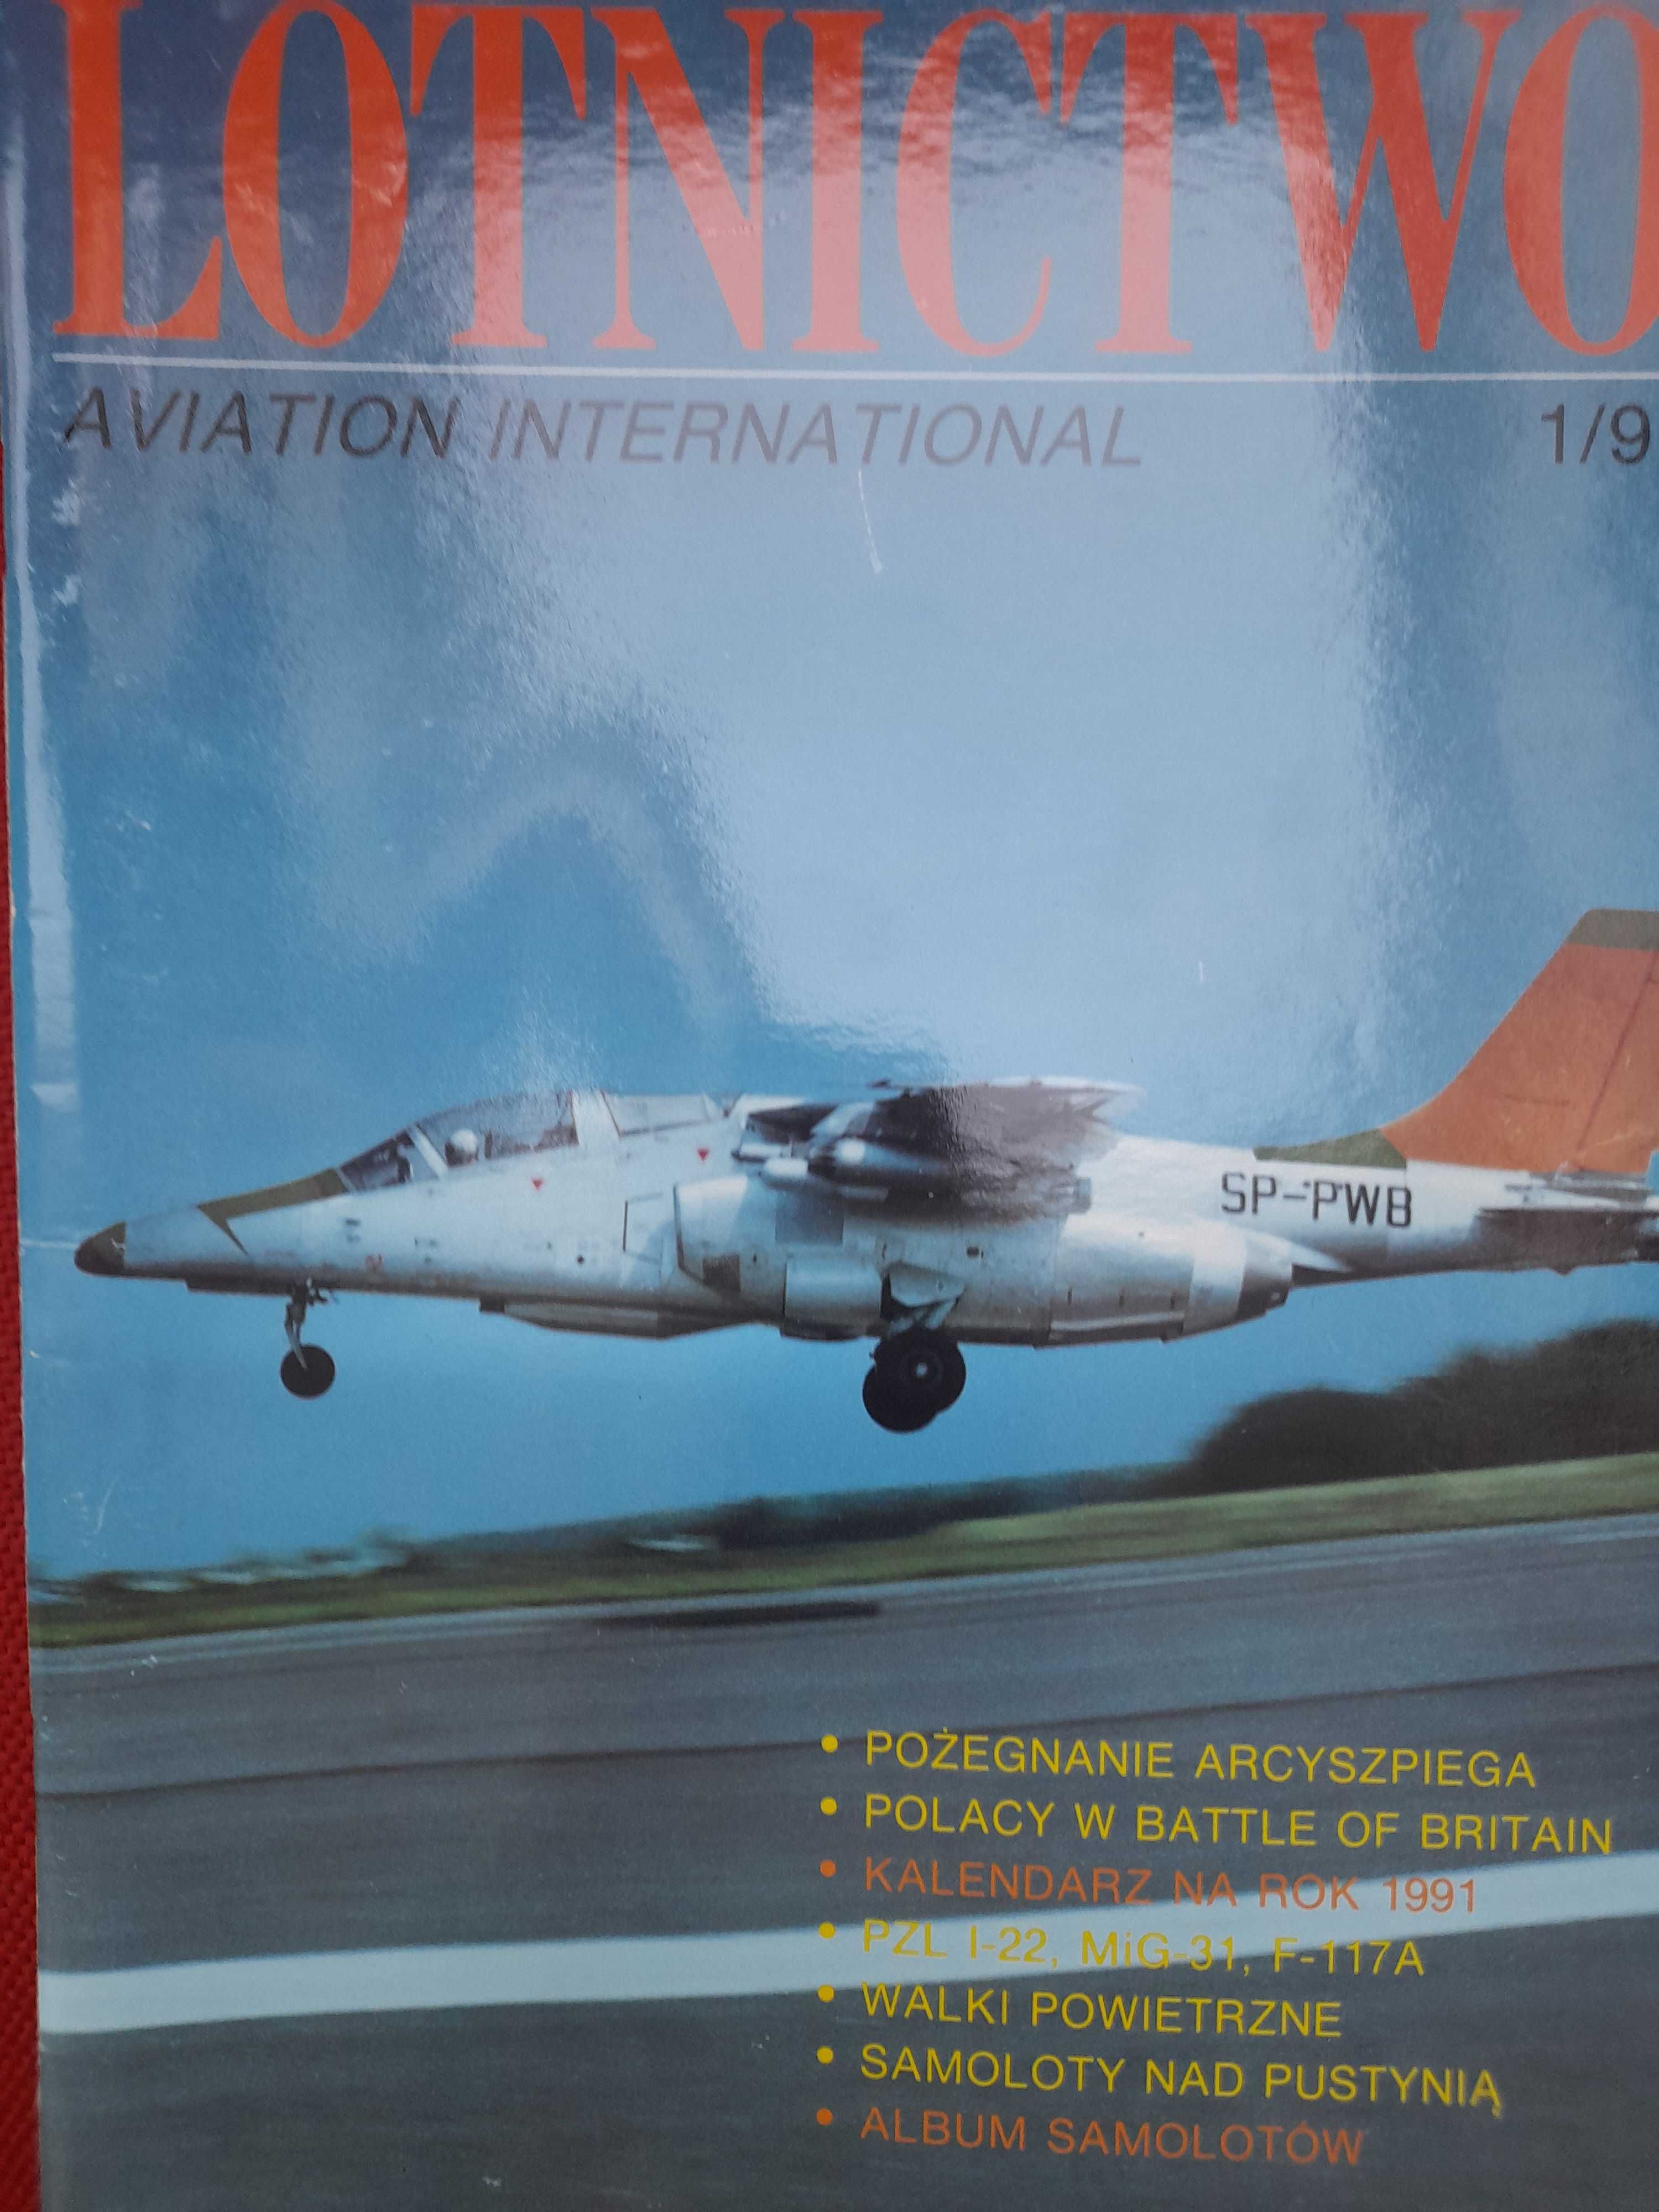 LOTNICTWO
AVIATION INTERNATIONAL 1/9
SP-PWB
• POŻEGNANIE ARCYSZPIEGA
• POLACY W BATTLE OF BRITAIN
• KALENDARZ NA ROK 1991
• PZL I-22, MiG-31, F-117A
• WALKI POWIETRZNE
• SAMOLOTY NAD PUSTYNIĄ
• ALBUM SAMOLOTÓW